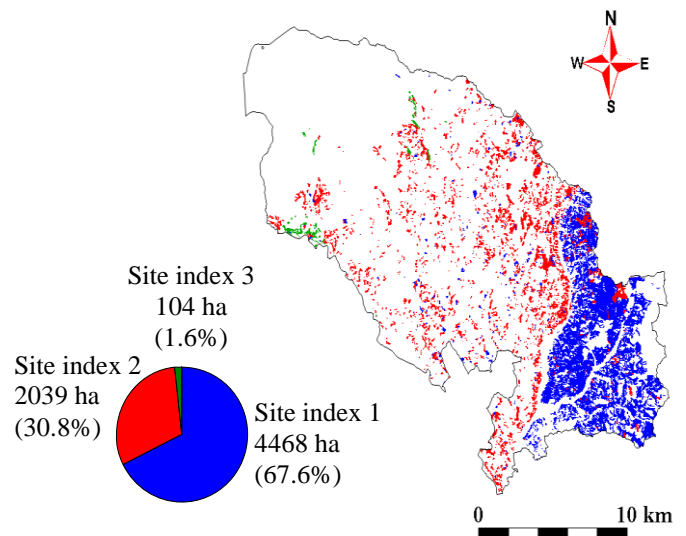 N
W E
S
Site index 3
104 ha
(1.6%)
Site index 2
2039 ha
(30.8%)
Site index 1
4468 ha
(67.6%)
0 10 km